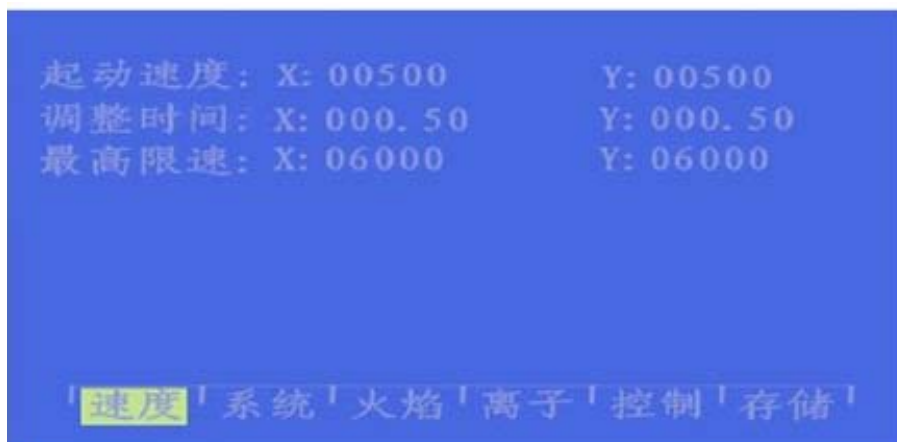 起动速度: X: 00500 Y: 00500
调整时间: X: 000.50 Y: 000.50
最高限速: X: 06000 Y: 06000
速度 系统 火焰 离子 控制 存储